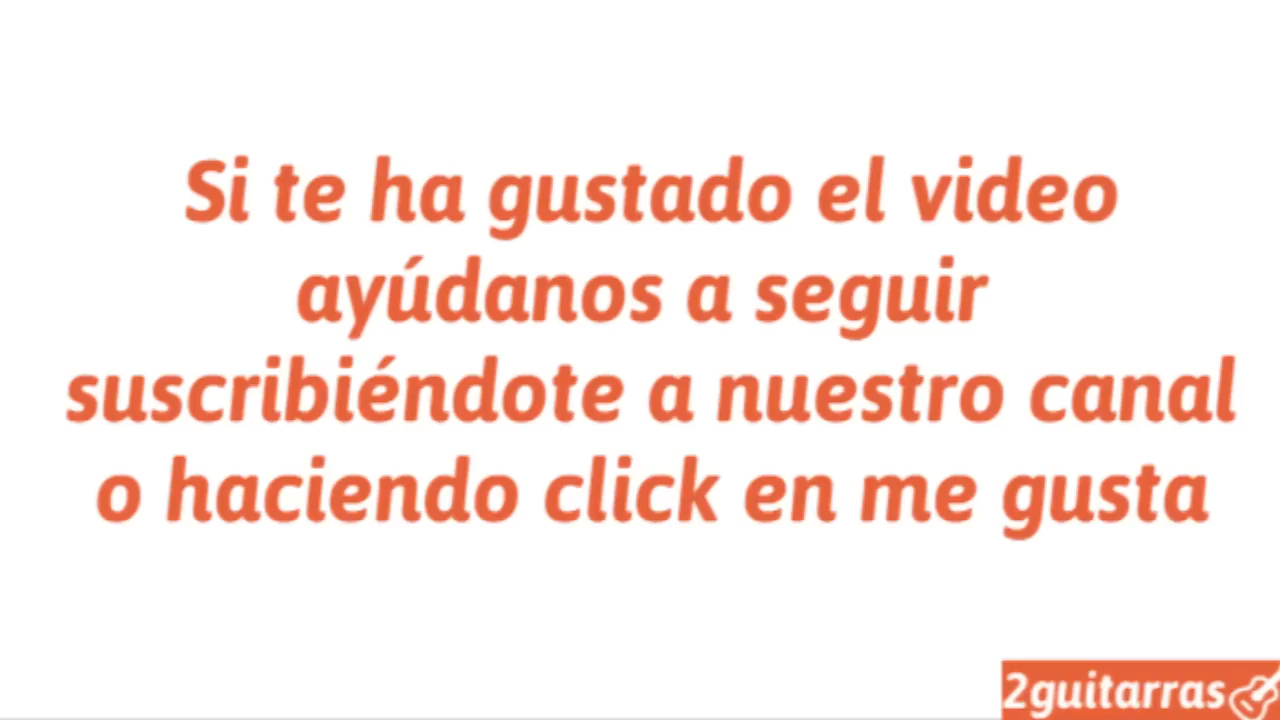 Si te ha gustado el video
ayúdanos a seguir
suscribiéndote a nuestro canal
o haciendo click en me gusta
2guitarras